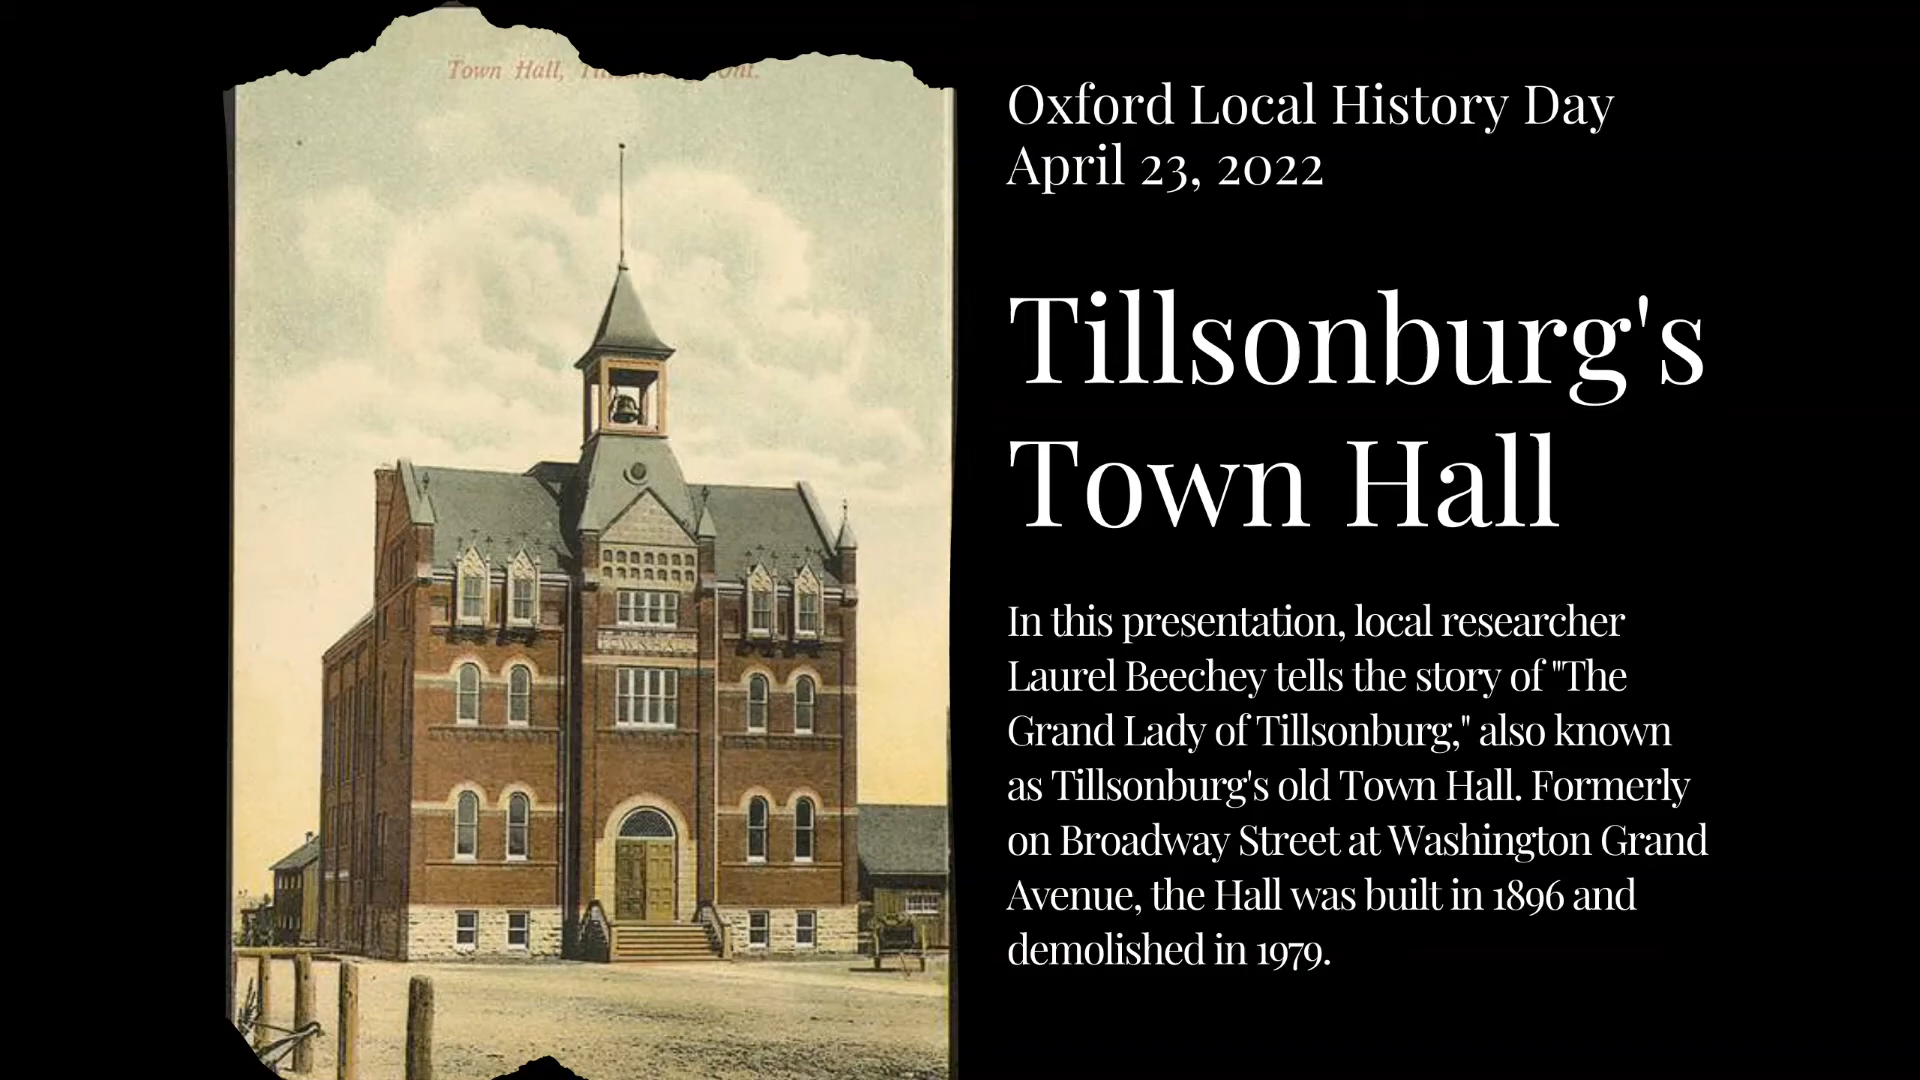 Town Hall, Ont.
Oxford Local History Day
April 23, 2022
Tillsonburg's
Town Hall
In this presentation, local researcher
Laurel Beechey tells the story of "The
Grand Lady of Tillsonburg," also known
as Tillsonburg's old Town Hall. Formerly
on Broadway Street at Washington Grand
Avenue, the Hall was built in 1896 and
demolished in 1979.